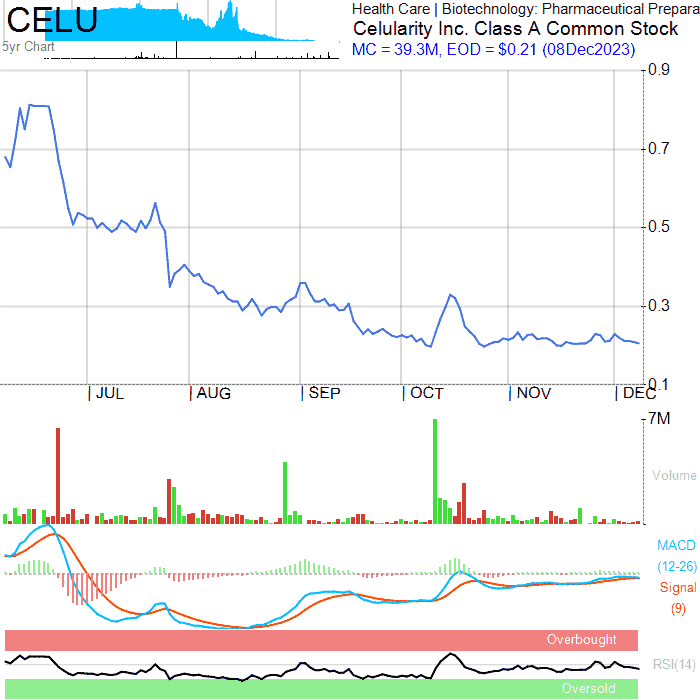 CELU
5yr Chart
Health Care | Biotechnology: Pharmaceutical Prepara
Celularity Inc. Class A Common Stock
MC = 39.3M, EOD = $0.21 (08Dec2023)
0.9
0.7
0.5
0.3
0.1
JUL
AUG
SEP
OCT
NOV
DEC
7M
Volume
MACD
(12-26)
Signal
(9)
Overbought
RSI(14)
Oversold